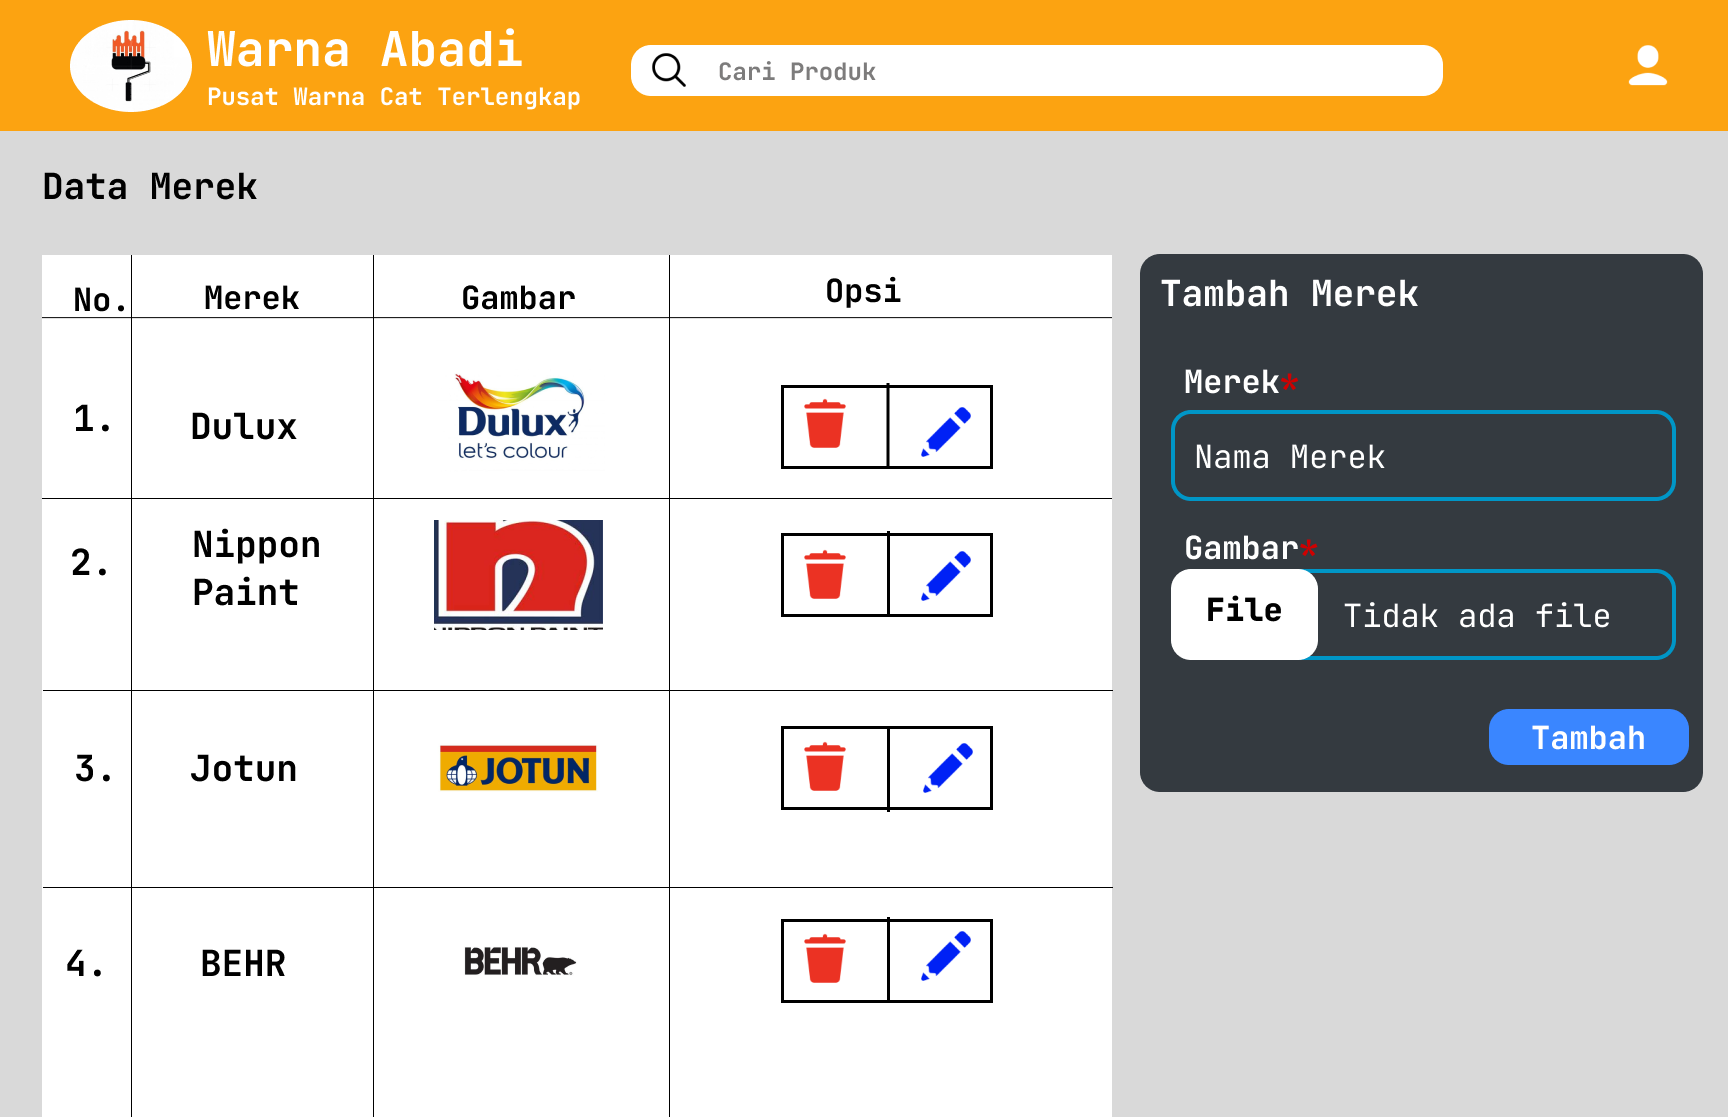 Warna Abadi
Pusat Warna Cat Terlengkap
Cari Produk
Data Merek
No. Merek Gambar Opsi
1. Dulux
Dulux
let's colour
2. Nippon
Paint
NIPPON PAINT
3. Jotun
JOTUN
4. BEHR
BEHR
Tambah Merek
Merek*
Nama Merek
Gambar*
File Tidak ada file
Tambah